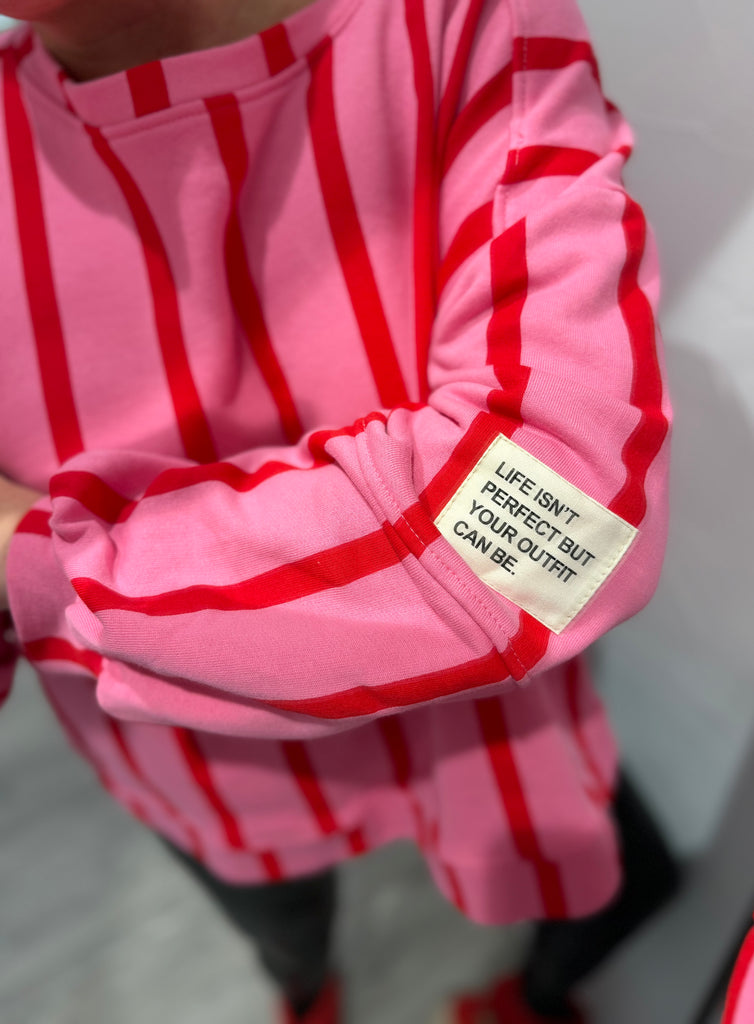 LIFE ISN'T
PERFECT BUT
YOUR OUTFIT
CAN BE.